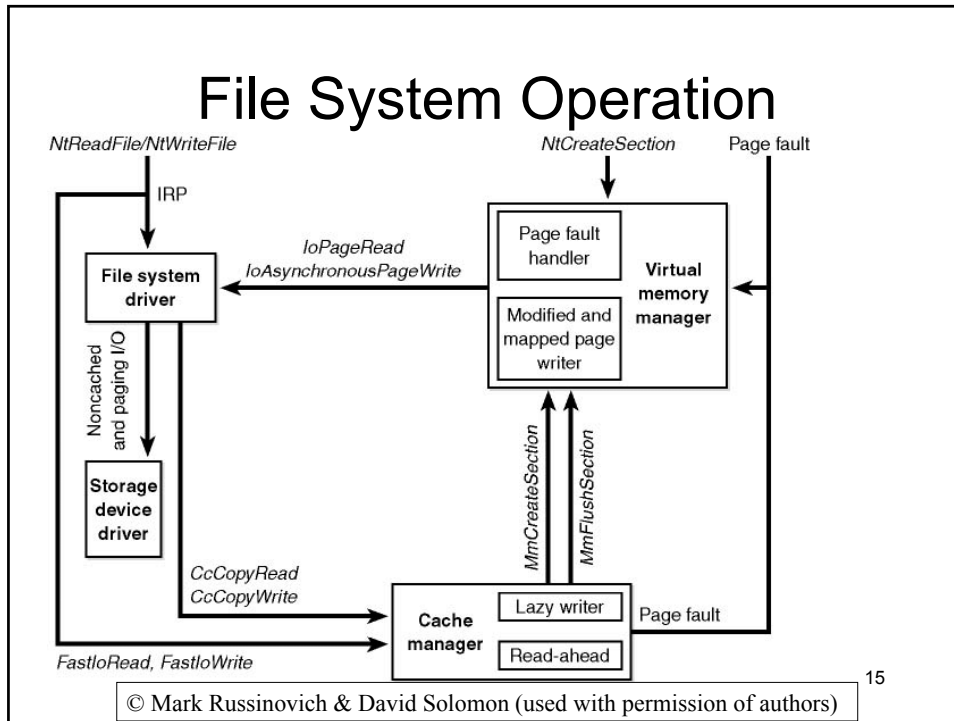 File System Operation
NtReadFile/NtWriteFile
NtCreateSection
Page fault
IRP
IoPageRead
IoAsynchronousPageWrite
Page fault
handler
Virtual
memory
manager
Modified and
mapped page
writer
File system
driver
Noncached
and paging I/O
Storage
device
driver
MmCreateSection
MmFlushSection
CcCopyRead
CcCopyWrite
Cache
manager
Lazy writer
Read-ahead
Page fault
FastIoRead, FastIoWrite
15
© Mark Russinovich & David Solomon (used with permission of authors)